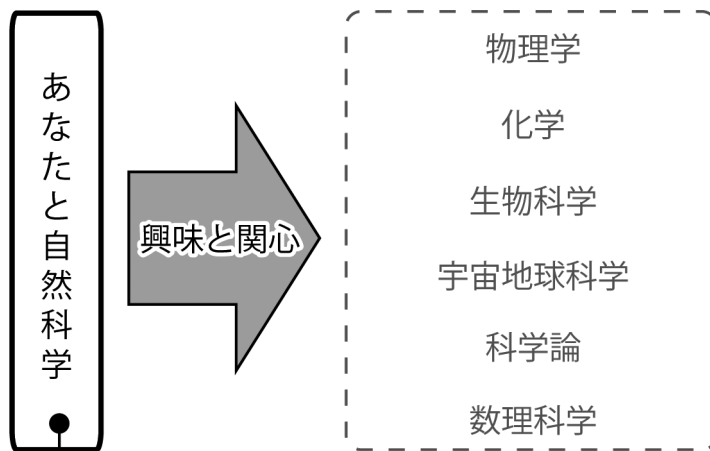 あなたと自然科学
興味と関心
物理学
化学
生物科学
宇宙地球科学
科学論
数理科学